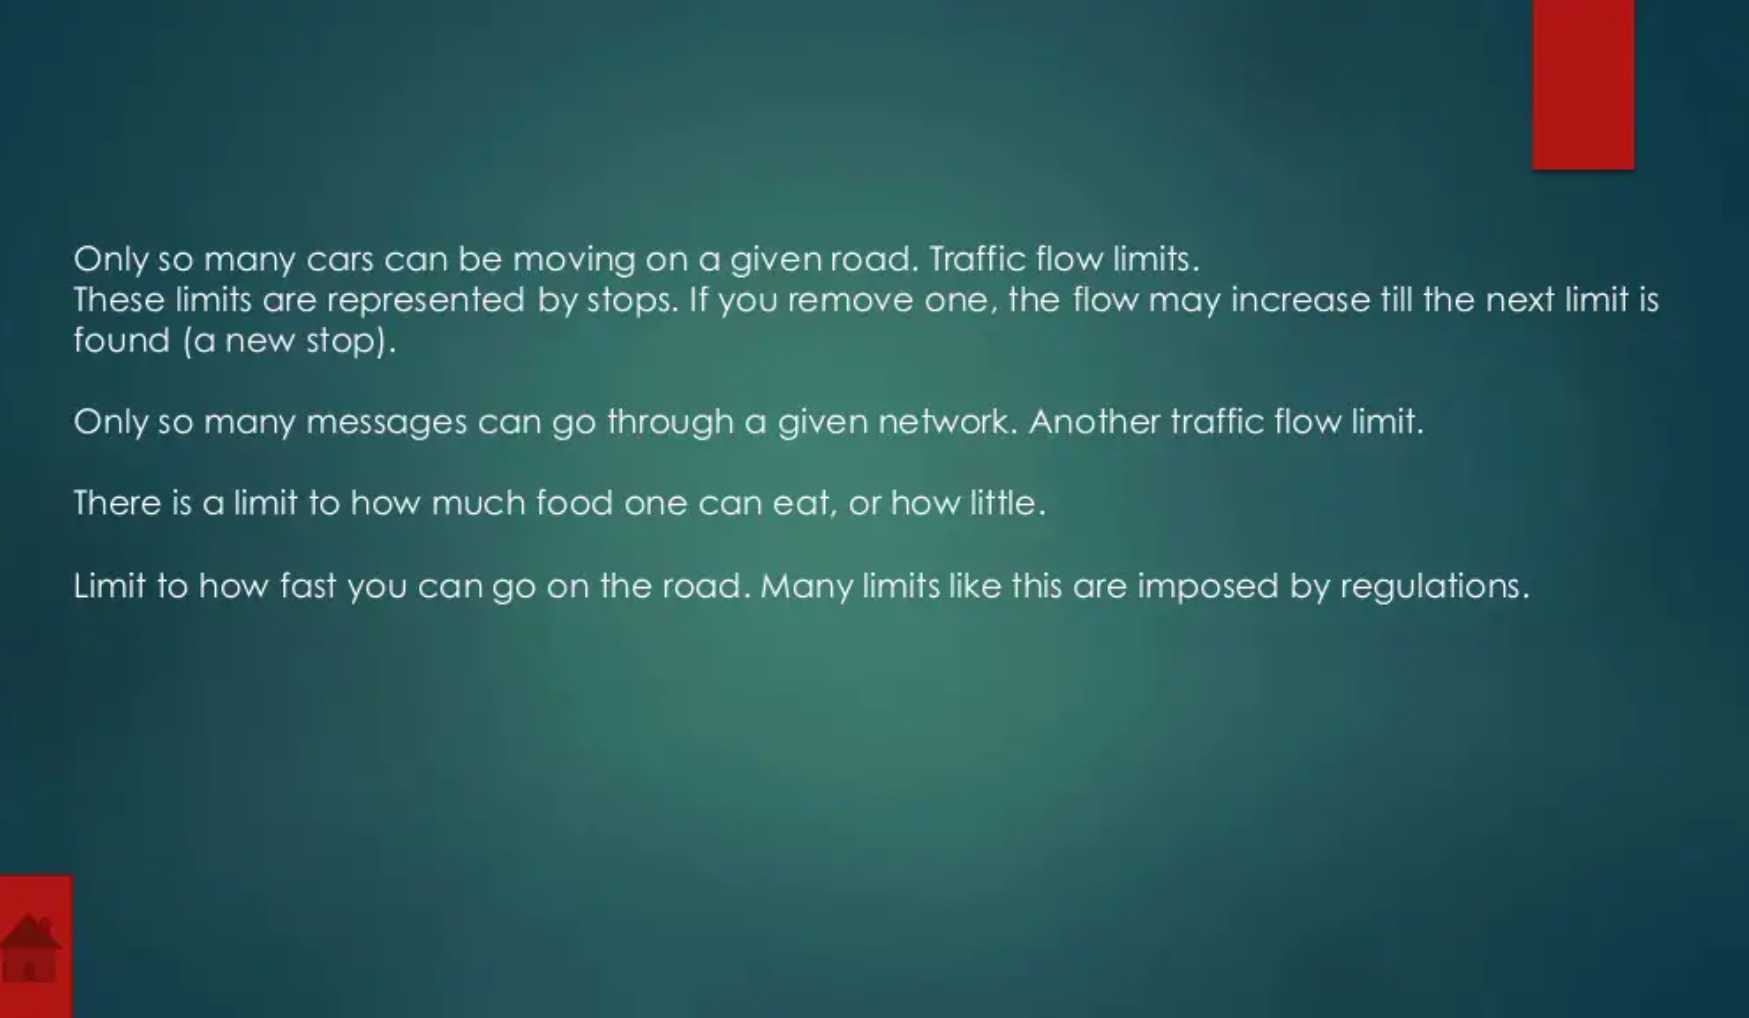 Only so many cars can be moving on a given road. Traffic flow limits.
These limits are represented by stops. If you remove one, the flow may increase till the next limit is
found (a new stop).
Only so many messages can go through a given network. Another traffic flow limit.
There is a limit to how much food one can eat, or how little.
Limit to how fast you can go on the road. Many limits like this are imposed by regulations.